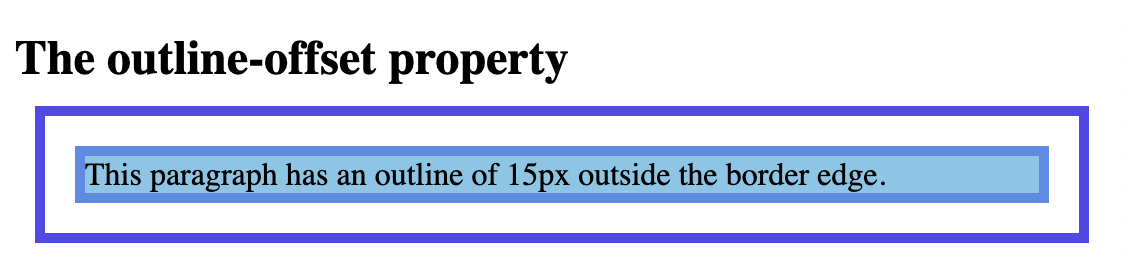 The outline-offset property
This paragraph has an outline of 15px outside the border edge.